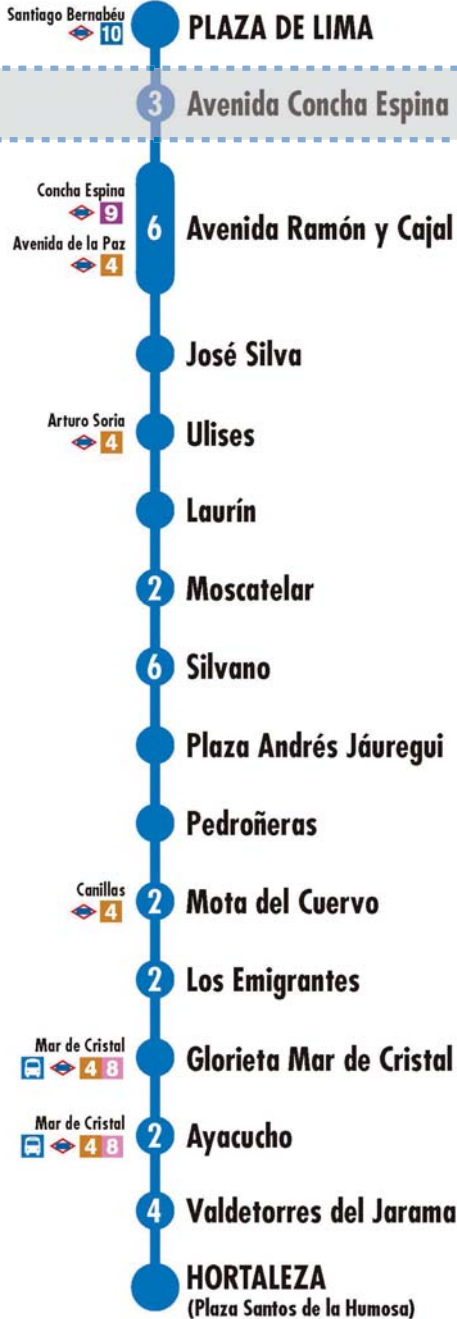 Santiago Bernabéu
10
PLAZA DE LIMA
3 Avenida Concha Espina
Concha Espina
9
Avenida de la Paz
4
6 Avenida Ramón y Cajal
José Silva
Arturo Soria
4
Ulises
Laurín
2 Moscatelar
6 Silvano
Plaza Andrés Jáuregui
Pedroñeras
Canillas
4
2 Mota del Cuervo
2 Los Emigrantes
Mar de Cristal
4 8
Glorieta Mar de Cristal
Mar de Cristal
4 8
2 Ayacucho
4 Valdetorres del Jarama
HORTALEZA
(Plaza Santos de la Humosa)